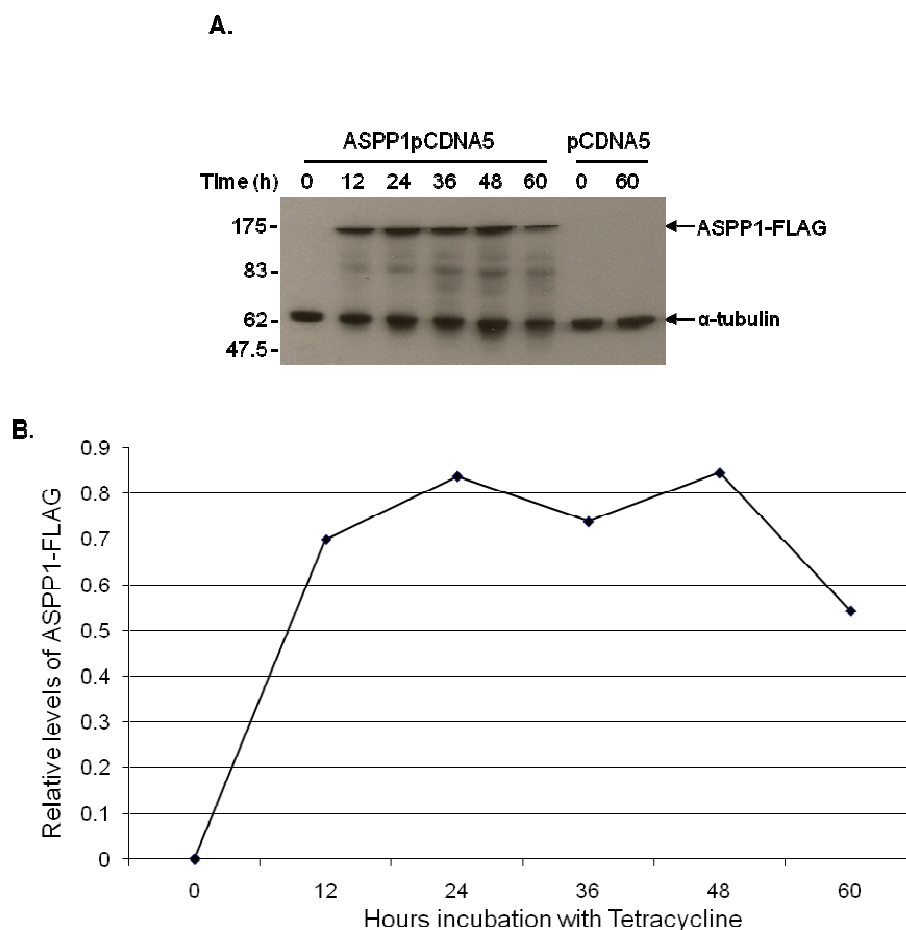 A.
ASPP1pCDNA5 pCDNA5
Time (h) 0 12 24 36 48 60 0 60
175- ASPP1-FLAG
83-
62- α-tubulin
47.5-
B.
Relative levels of ASPP1-FLAG
0.9
0.8
0.7
0.6
0.5
0.4
0.3
0.2
0.1
0
0 12 24 36 48 60
Hours incubation with Tetracycline